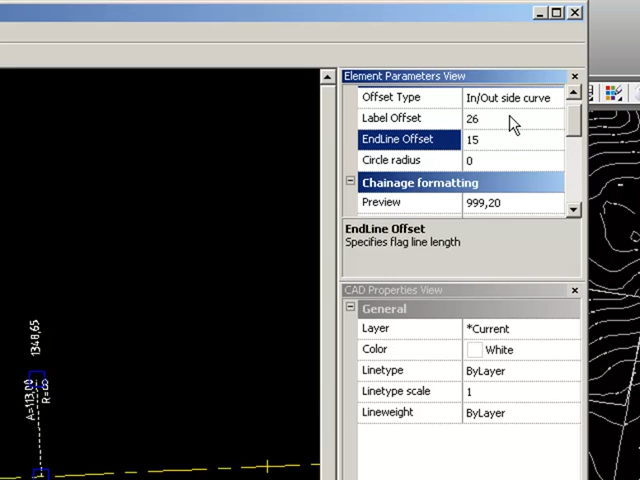 Element Parameters View
Offset Type In/Out side curve
Label Offset 26
EndLine Offset 15
Circle radius 0
Chainage formatting
Preview 999,20
EndLine Offset
Specifies flag line length
CAD Properties View
General
Layer *Current
Color White
Linetype ByLayer
Linetype scale 1
Lineweight ByLayer
1348,65
A=113,00
R=∞